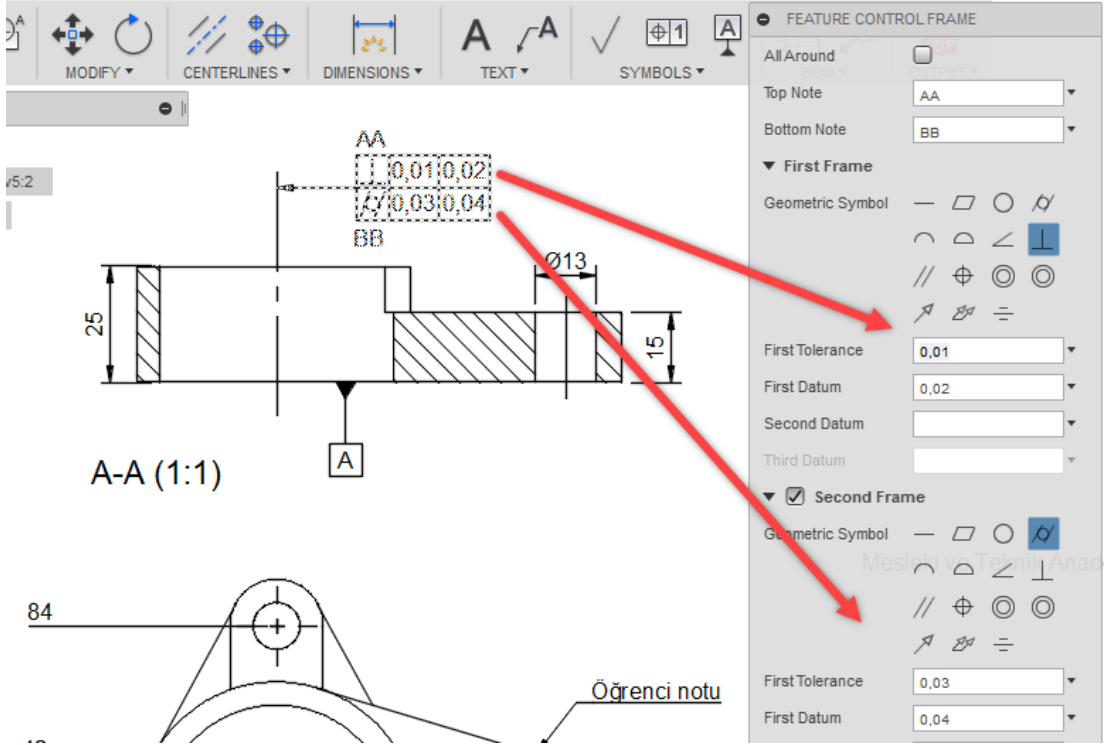 A
A
1
A
MODIFY
CENTERLINES
DIMENSIONS
TEXT
SYMBOLS
v5:2
AA
0,01 0,02
0,03 0,04
BB
Ø13
25
15
A
A-A (1:1)
84
Öğrenci notu
FEATURE CONTROL FRAME
All Around
Top Note AA
Bottom Note BB
First Frame
Geometric Symbol
First Tolerance 0,01
First Datum 0,02
Second Datum
Third Datum
Second Frame
Geometric Symbol
Mesleki ve Teknik Anad
First Tolerance 0,03
First Datum 0,04